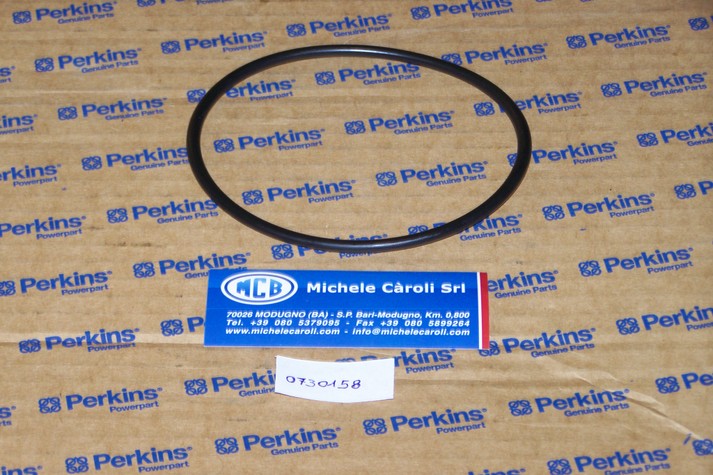 Perkins
Genuine Parts
Perkins
Powerpart
MCB
Michele Càroli Srl
70026 MODUGNO (BA) - S.P. Bari-Modugno, Km. 0,800
Tel. +39 080 5379095 - Fax +39 080 5899264
www.michelecaroli.com - info@michelecaroli.com
0730158